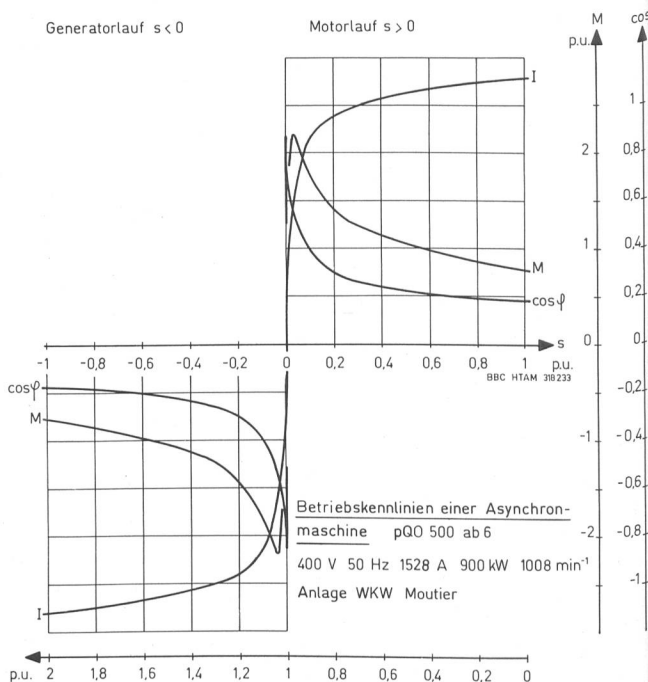 Generatorlauf s < 0
Motorlauf s > 0
M
p.u.
cos
I
M
cosφ
s
p.u.
1
0,8
0,6
0,4
0,2
0
-0,2
-0,4
-0,6
-0,8
-1
2
1
0
-1
-2
-1 -0,8 -0,6 -0,4 -0,2 0 0,2 0,4 0,6 0,8 1
BBC HTAM 318233
cosφ
M
I
Betriebskennlinien einer Asynchron-
maschine pQO 500 ab 6
400 V 50 Hz 1528 A 900 kW 1008 min⁻¹
Anlage WKW Moutier
p.u. 2 1,8 1,6 1,4 1,2 1 0,8 0,6 0,4 0,2 0